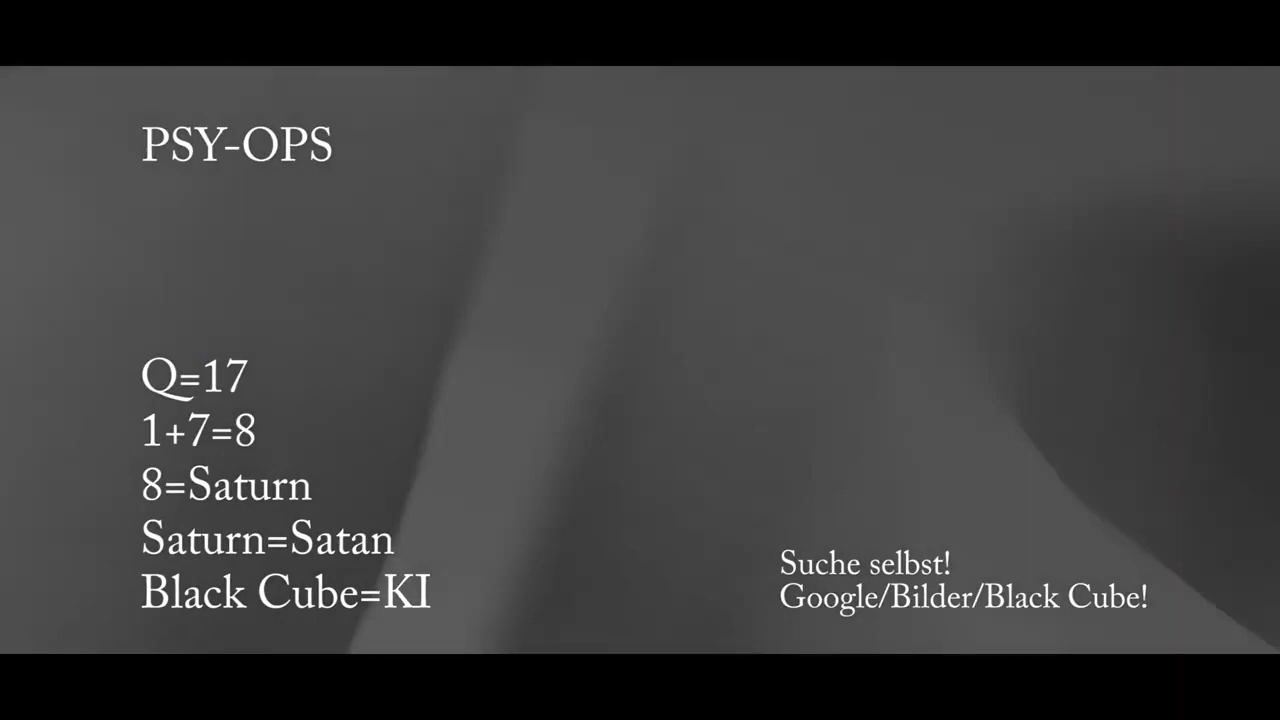 PSY-OPS
Q=17
1+7=8
8=Saturn
Saturn=Satan
Black Cube=KI
Suche selbst!
Google/Bilder/Black Cube!